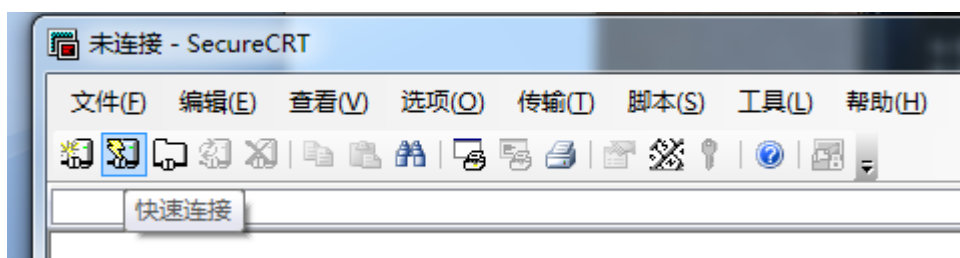 未连接 - SecureCRT
文件(F) 编辑(E) 查看(V) 选项(O) 传输(T) 脚本(S) 工具(L) 帮助(H)
快速连接